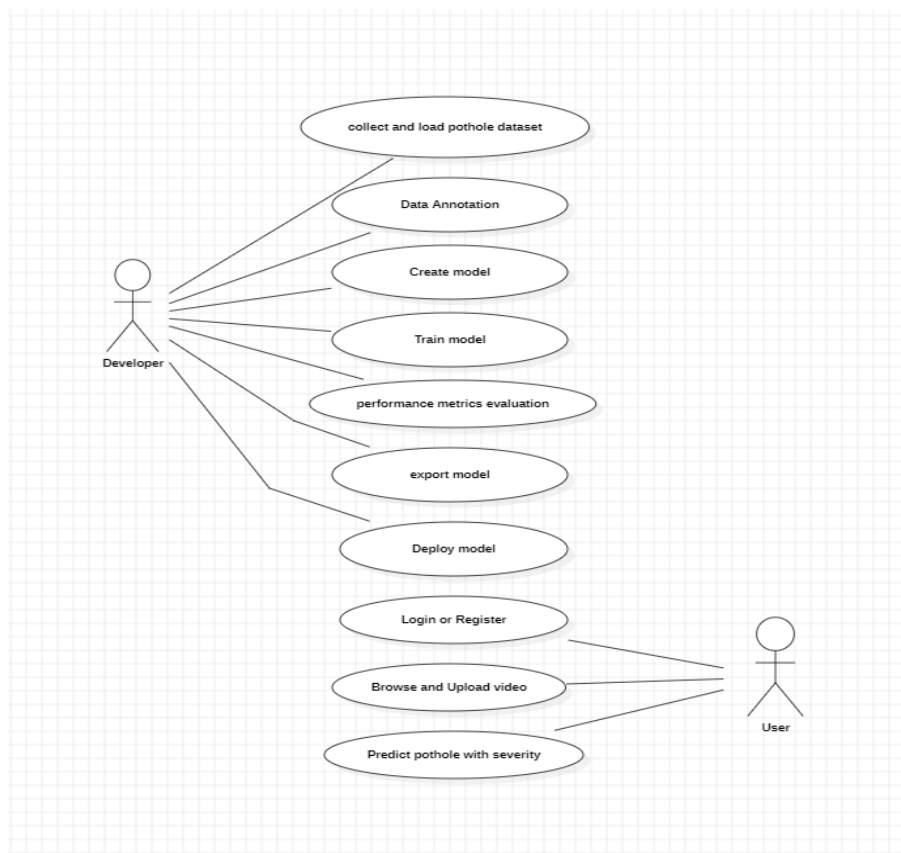 collect and load pothole dataset
Data Annotation
Create model
Train model
Developer
performance metrics evaluation
export model
Deploy model
Login or Register
Browse and Upload video
User
Predict pothole with severity